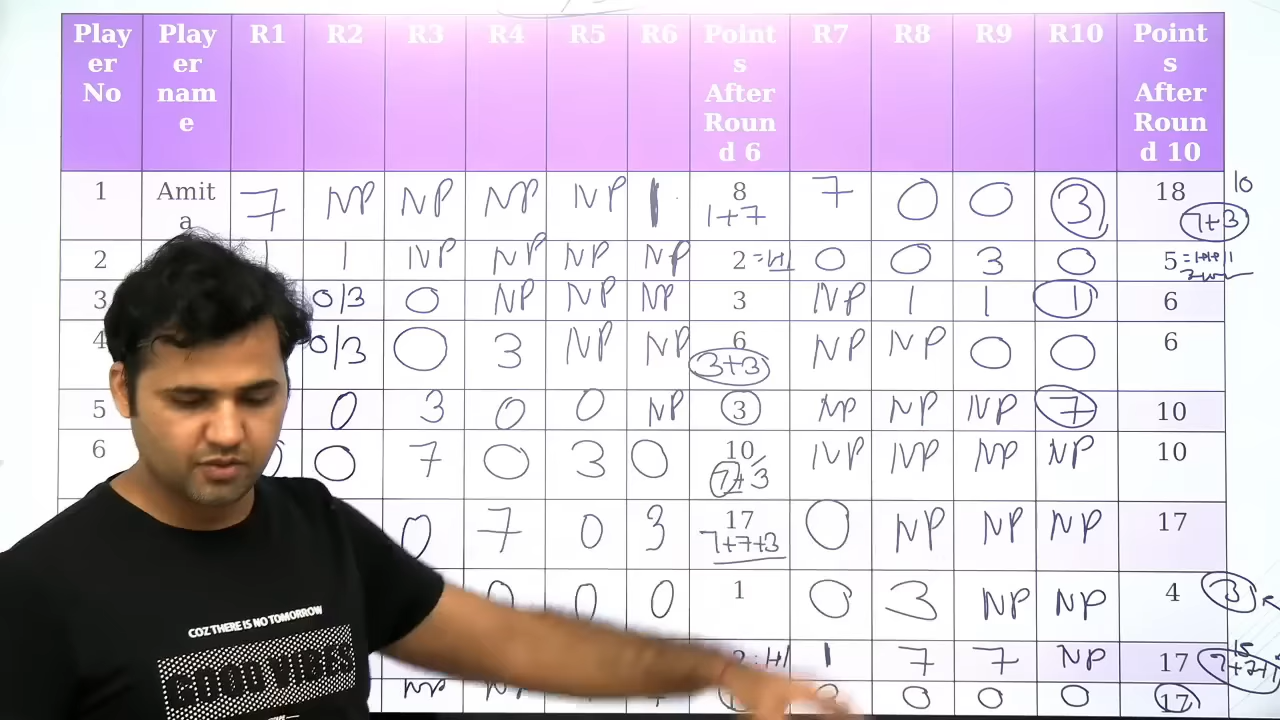 Play er No Play er nam e R1 R2 R3 R4 R5 R6 Point s After Roun d 6 R7 R8 R9 R10 Point s After Roun d 10
1 Amit a 7 NP NP NP NP 1 8 7 0 0 3 18 10
1+7 7+3
2 1 NP NP NP NP 2 =1+1 0 0 3 0 5
3 0/3 0 NP NP NP 3 NP 1 1 1 6
4 0/3 0 3 NP NP 6 NP NP 0 0 6
3+3
5 0 3 0 0 NP 3 NP NP NP 7 10
6 0 0 7 0 3 0 10 NP NP NP NP 10
7+3
0 7 0 3 17 0 NP NP NP 17
7+7+3
0 0 0 1 0 3 NP NP 4 3
1 7 7 NP 17 15
7+7+1
NP 0 0 0 17
COZ THERE IS NO TOMORROW
GOOD VIBES